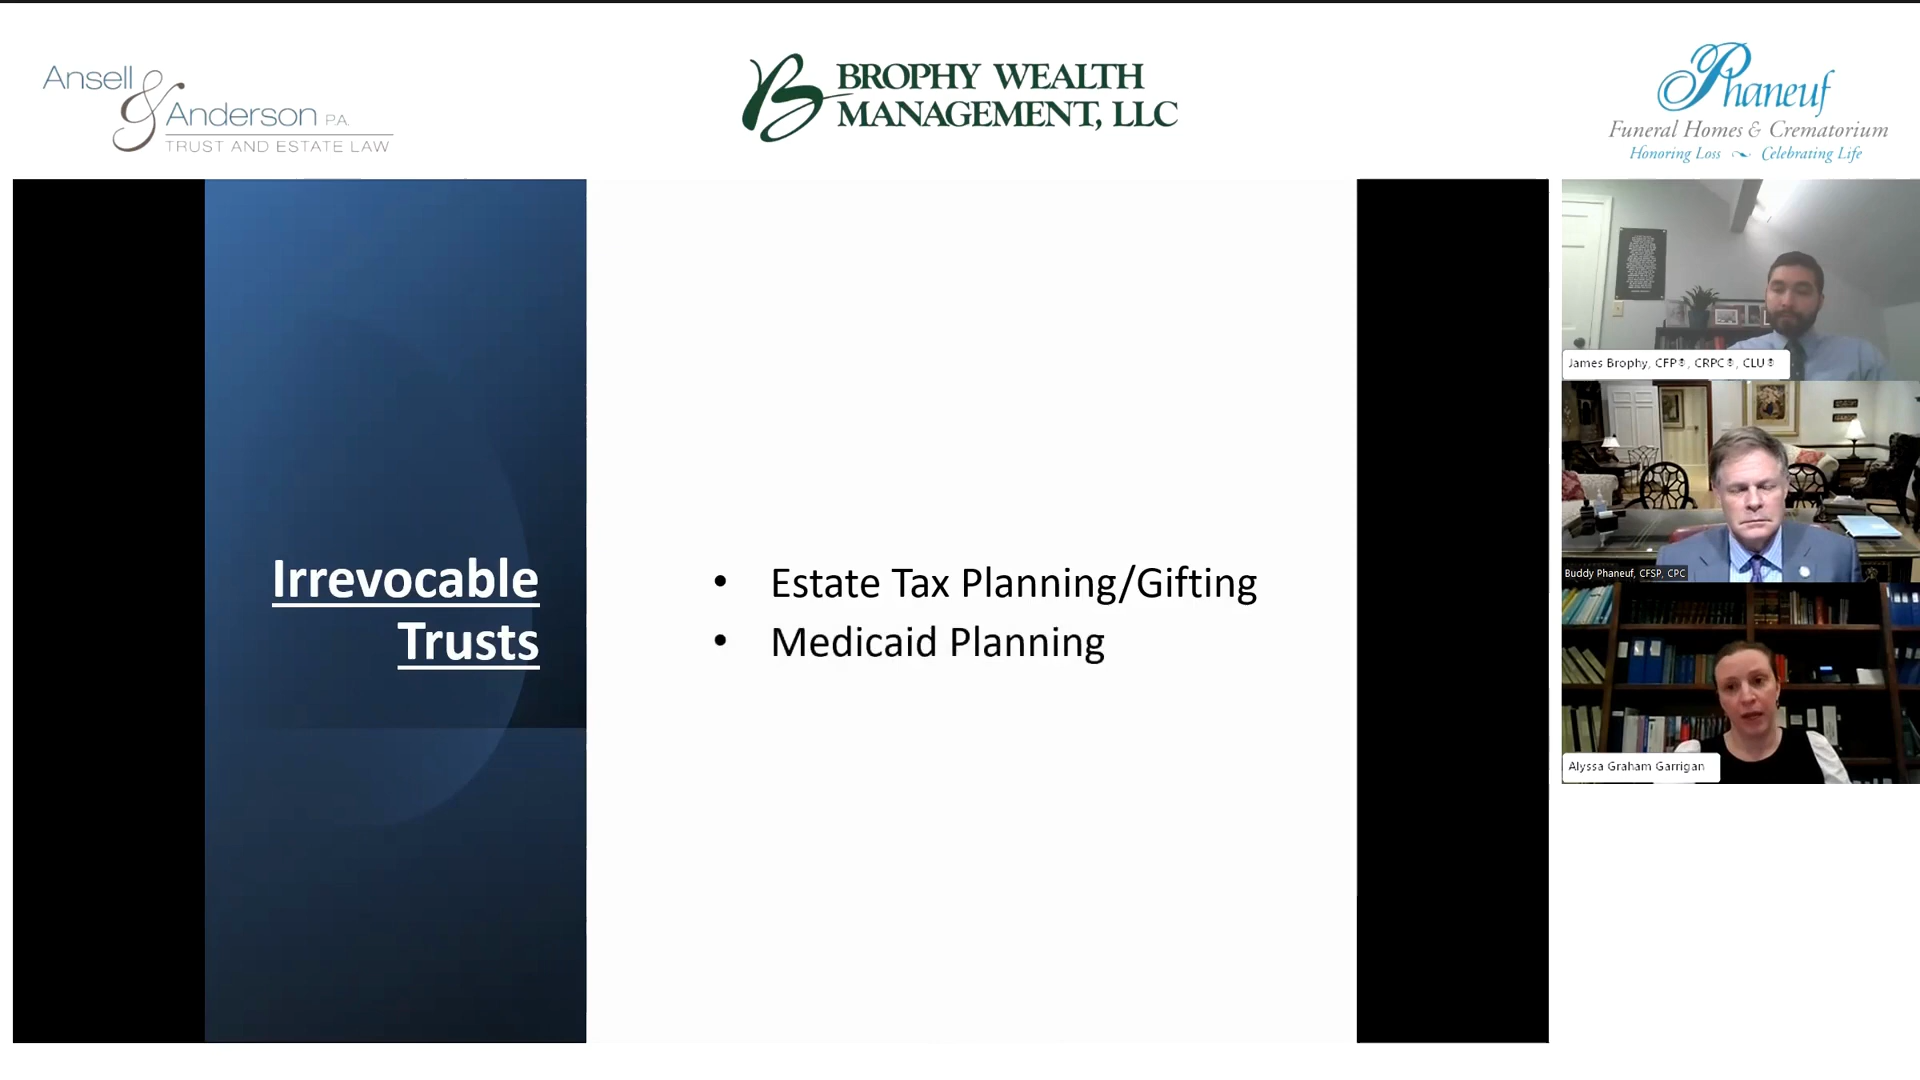 Ansell
& Anderson P.A.
TRUST AND ESTATE LAW
BROPHY WEALTH
MANAGEMENT, LLC
Phaneuf
Funeral Homes & Crematorium
Honoring Loss ~ Celebrating Life
Irrevocable
Trusts
• Estate Tax Planning/Gifting
• Medicaid Planning
James Brophy, CFP®, CRPC®, CLU®
Buddy Phaneuf, CFSP, CPC
Alyssa Graham Garrigan